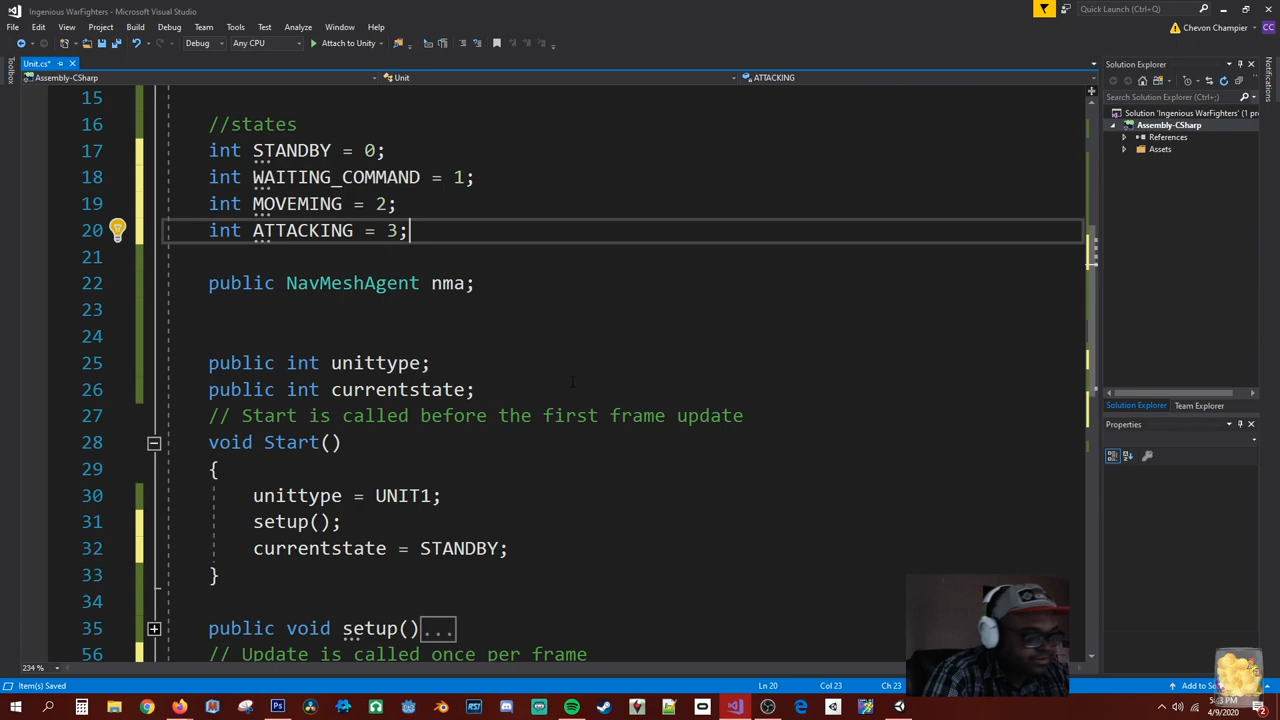 Ingenious WarFighters - Microsoft Visual Studio
Quick Launch (Ctrl+Q)
File Edit View Project Build Debug Team Tools Test Analyze Window Help
Chevon Champier CC
Debug Any CPU Attach to Unity
Unit.cs*
Assembly-CSharp Unit ATTACKING
Toolbox
15
16 //states
17 int STANDBY = 0;
18 int WAITING_COMMAND = 1;
19 int MOVEMING = 2;
20 int ATTACKING = 3;
21
22 public NavMeshAgent nma;
23
24
25 public int unittype;
26 public int currentstate;
27 // Start is called before the first frame update
28 void Start()
29 {
30 unittype = UNIT1;
31 setup();
32 currentstate = STANDBY;
33 }
34
35 public void setup()...
56 // Update is called once per frame
234 %
Solution Explorer
Search Solution Explorer (Ctrl+;)
Solution 'Ingenious WarFighters' (1 pr
Assembly-CSharp
References
Assets
Solution Explorer Team Explorer
Properties
Notifications
Item(s) Saved Ln 20 Col 23 Ch 23 Add to So
4/9/2020